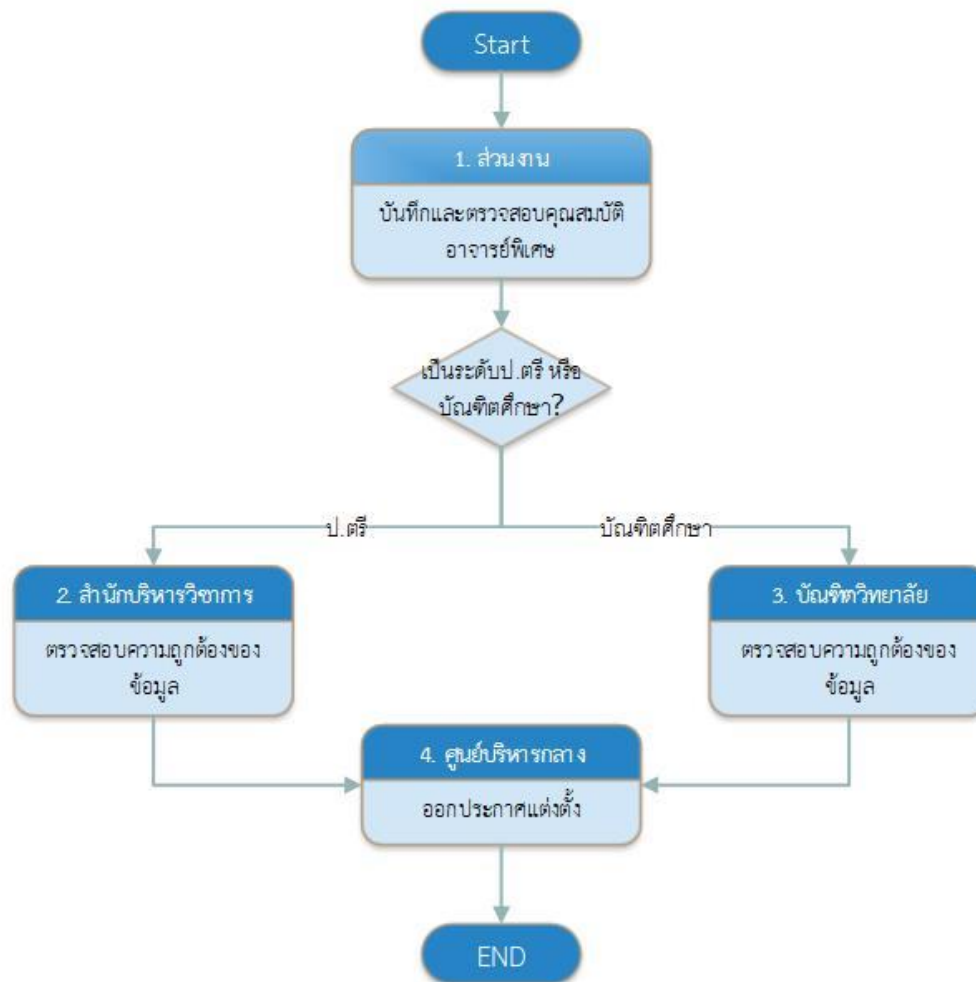 Start
1. ส่วนงาน
บันทึกและตรวจสอบคุณสมบัติ
อาจารย์พิเศษ
เป็นระดับป.ตรี หรือ
บัณฑิตศึกษา?
ป.ตรี
บัณฑิตศึกษา
2. สำนักบริหารวิชาการ
ตรวจสอบความถูกต้องของ
ข้อมูล
3. บัณฑิตวิทยาลัย
ตรวจสอบความถูกต้องของ
ข้อมูล
4. ศูนย์บริหารกลาง
ออกประกาศแต่งตั้ง
END